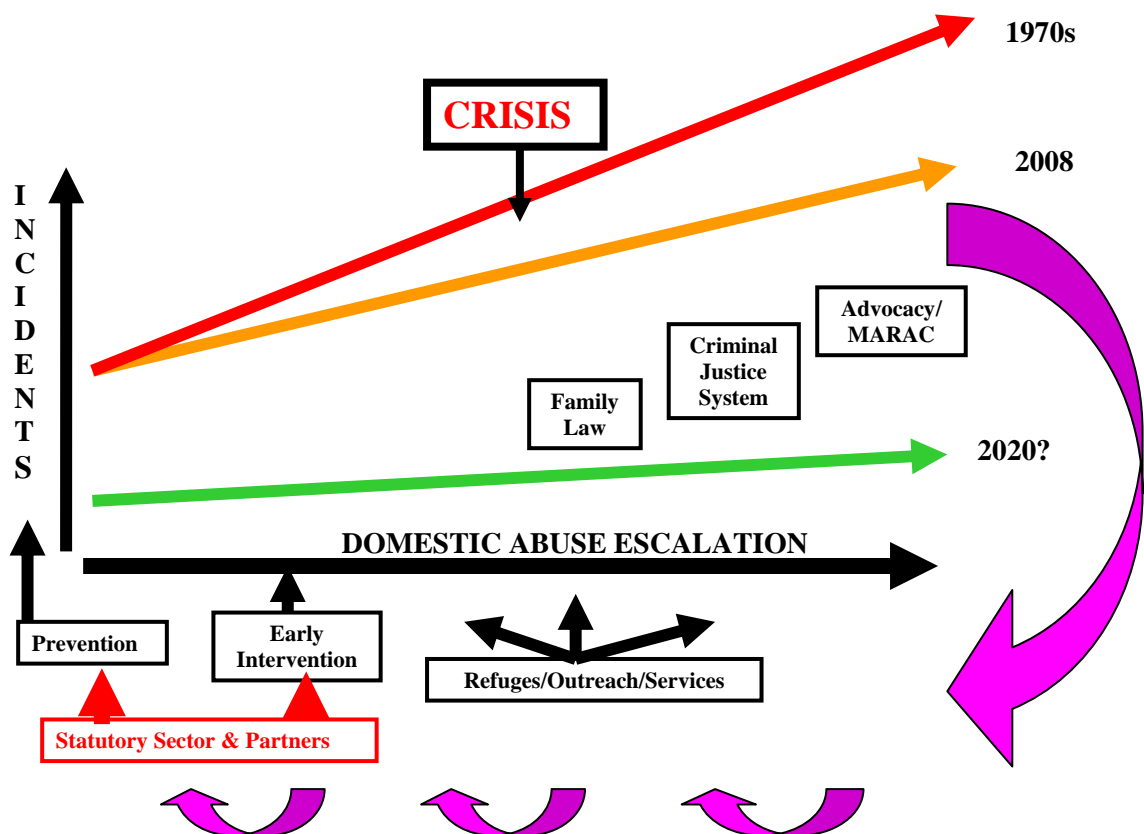 1970s
CRISIS
2008
INCIDENTS
Advocacy/
MARAC
Criminal
Justice
System
Family
Law
2020?
DOMESTIC ABUSE ESCALATION
Prevention
Early
Intervention
Refuges/Outreach/Services
Statutory Sector & Partners